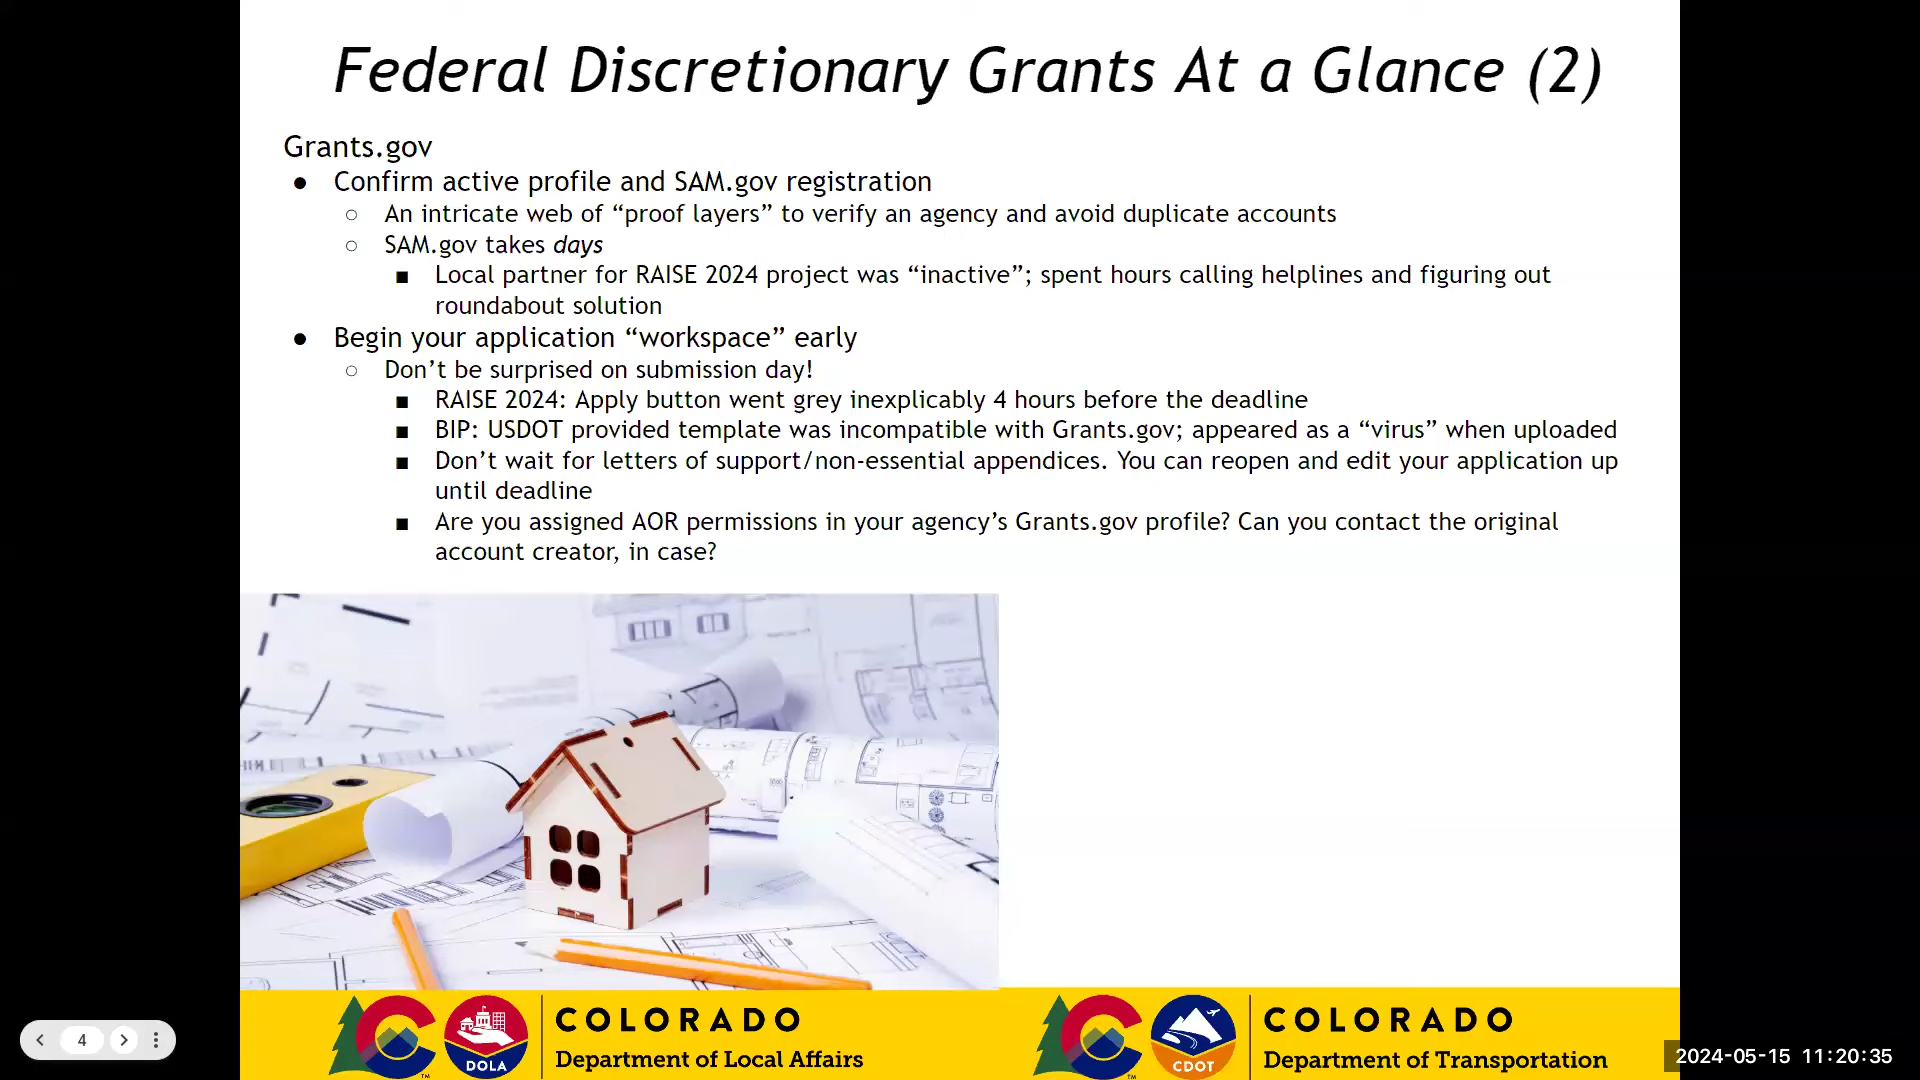 Federal Discretionary Grants At a Glance (2)
Grants.gov
● Confirm active profile and SAM.gov registration
○ An intricate web of “proof layers” to verify an agency and avoid duplicate accounts
○ SAM.gov takes days
■ Local partner for RAISE 2024 project was “inactive”; spent hours calling helplines and figuring out
roundabout solution
● Begin your application “workspace” early
○ Don’t be surprised on submission day!
■ RAISE 2024: Apply button went grey inexplicably 4 hours before the deadline
■ BIP: USDOT provided template was incompatible with Grants.gov; appeared as a “virus” when uploaded
■ Don’t wait for letters of support/non-essential appendices. You can reopen and edit your application up
until deadline
■ Are you assigned AOR permissions in your agency’s Grants.gov profile? Can you contact the original
account creator, in case?
DOLA
TM
COLORADO
Department of Local Affairs
CDOT
TM
COLORADO
Department of Transportation
4
2024-05-15 11:20:35